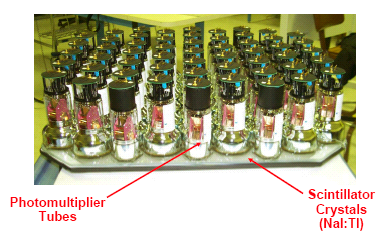 Photomultiplier
Tubes
Scintillator
Crystals
(NaI:Tl)